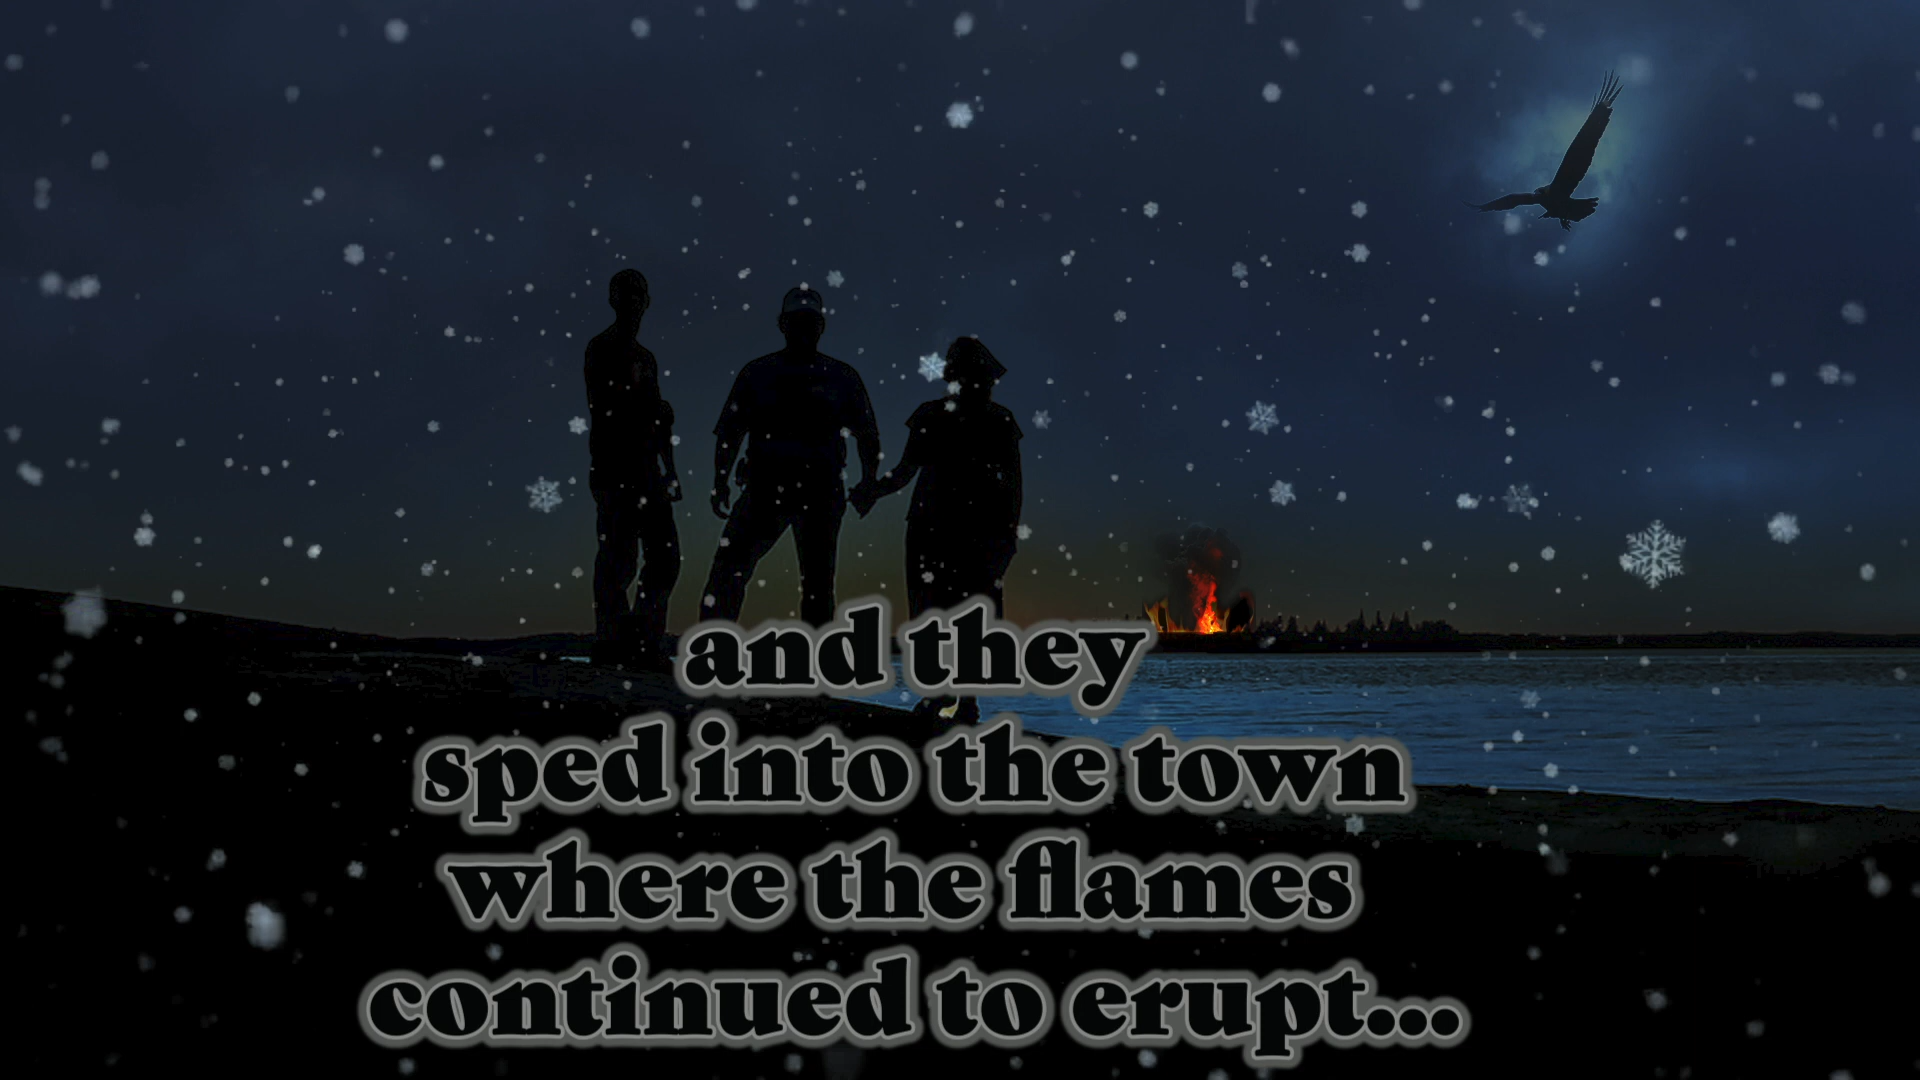 and they
sped into the town
where the flames
continued to erupt...